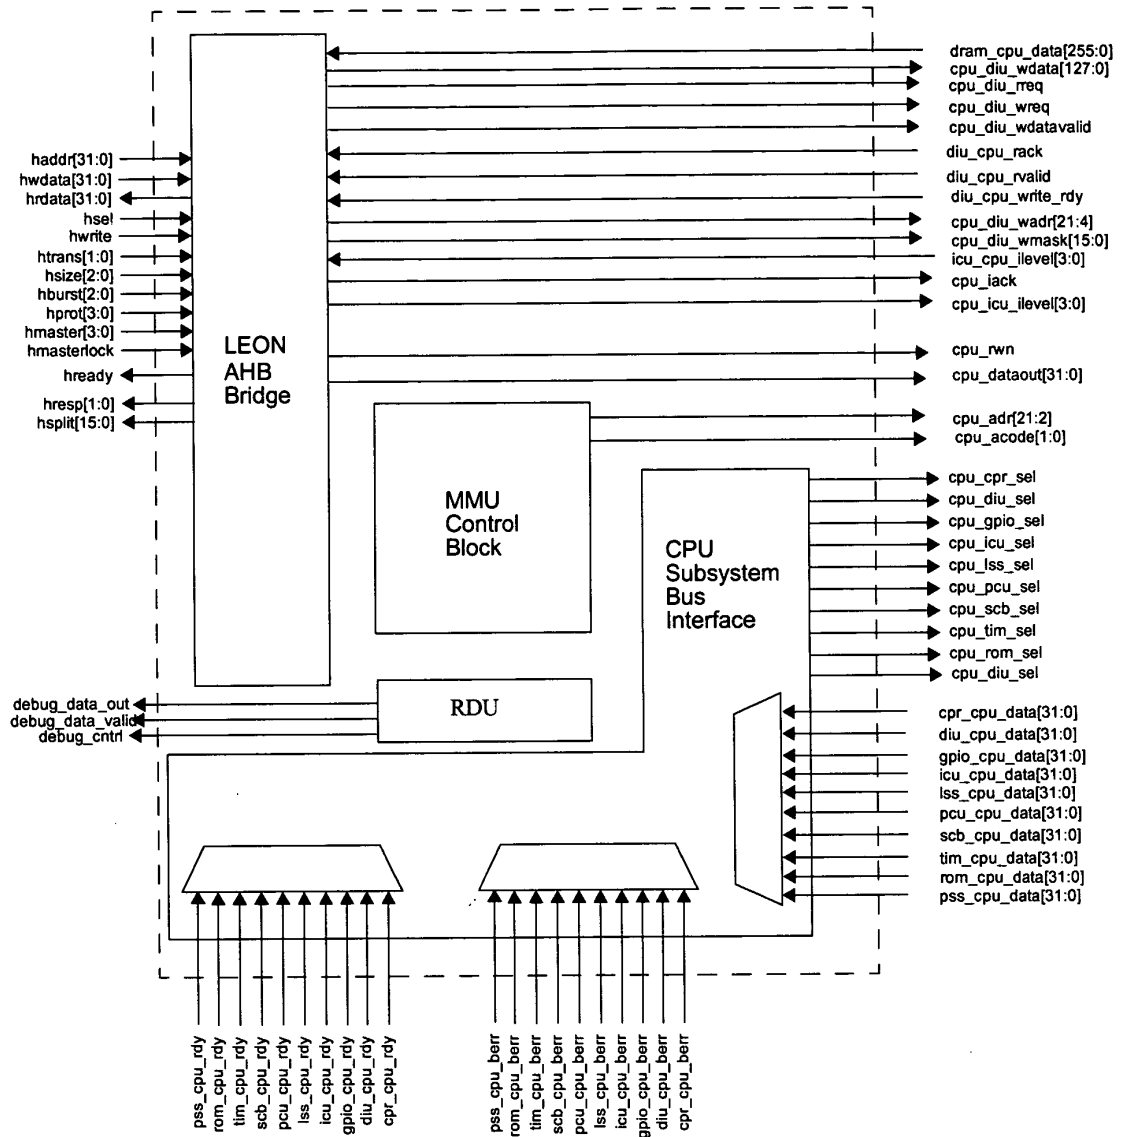 dram_cpu_data[255:0]
cpu_diu_wdata[127:0]
cpu_diu_rreq
cpu_diu_wreq
cpu_diu_wdatavalid
diu_cpu_rack
diu_cpu_rvalid
diu_cpu_write_rdy
cpu_diu_wadr[21:4]
cpu_diu_wmask[15:0]
icu_cpu_ilevel[3:0]
cpu_iack
cpu_icu_ilevel[3:0]
cpu_rwn
cpu_dataout[31:0]
cpu_adr[21:2]
cpu_acode[1:0]
haddr[31:0]
hwdata[31:0]
hrdata[31:0]
hsel
hwrite
htrans[1:0]
hsize[2:0]
hburst[2:0]
hprot[3:0]
hmaster[3:0]
hmasterlock
hready
hresp[1:0]
hsplit[15:0]
LEON
AHB
Bridge
MMU
Control
Block
CPU
Subsystem
Bus
Interface
cpu_cpr_sel
cpu_diu_sel
cpu_gpio_sel
cpu_icu_sel
cpu_lss_sel
cpu_pcu_sel
cpu_scb_sel
cpu_tim_sel
cpu_rom_sel
cpu_diu_sel
debug_data_out
debug_data_valid
debug_cntrl
RDU
cpr_cpu_data[31:0]
diu_cpu_data[31:0]
gpio_cpu_data[31:0]
icu_cpu_data[31:0]
lss_cpu_data[31:0]
pcu_cpu_data[31:0]
scb_cpu_data[31:0]
tim_cpu_data[31:0]
rom_cpu_data[31:0]
pss_cpu_data[31:0]
pss_cpu_rdy
rom_cpu_rdy
tim_cpu_rdy
scb_cpu_rdy
pcu_cpu_rdy
lss_cpu_rdy
icu_cpu_rdy
gpio_cpu_rdy
diu_cpu_rdy
cpr_cpu_rdy
pss_cpu_berr
rom_cpu_berr
tim_cpu_berr
scb_cpu_berr
pcu_cpu_berr
lss_cpu_berr
icu_cpu_berr
gpio_cpu_berr
diu_cpu_berr
cpr_cpu_berr